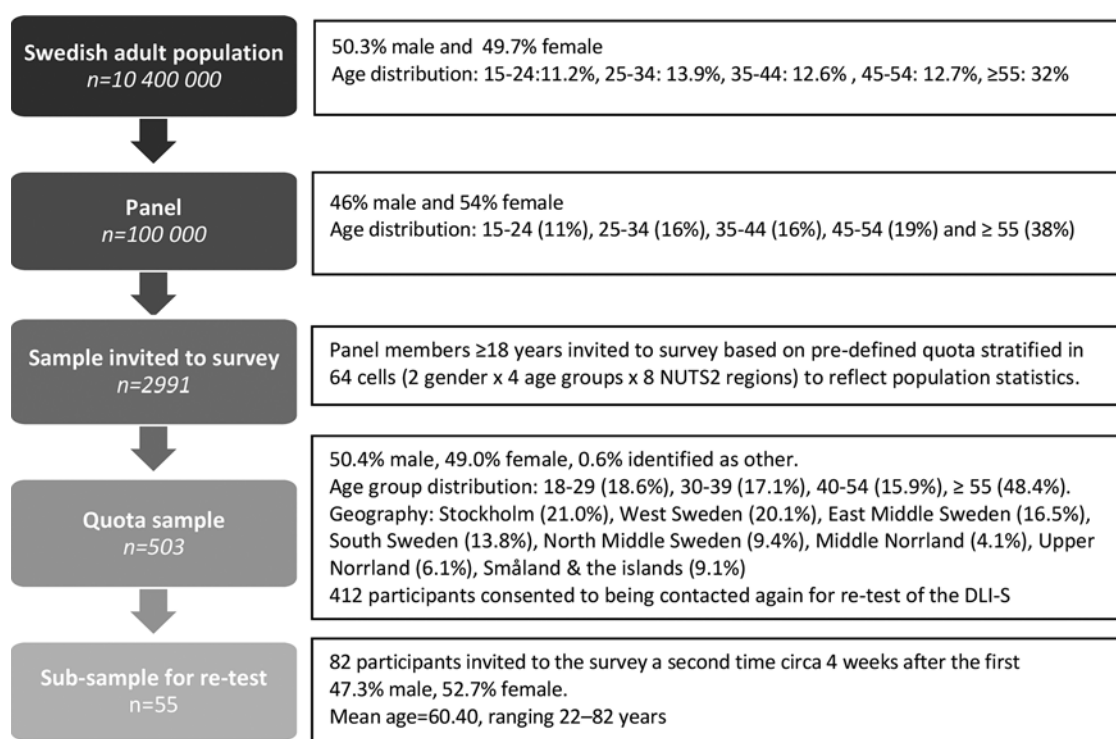 Swedish adult population
n=10 400 000
50.3% male and 49.7% female
Age distribution: 15-24:11.2%, 25-34: 13.9%, 35-44: 12.6% , 45-54: 12.7%, ≥55: 32%
Panel
n=100 000
46% male and 54% female
Age distribution: 15-24 (11%), 25-34 (16%), 35-44 (16%), 45-54 (19%) and ≥ 55 (38%)
Sample invited to survey
n=2991
Panel members ≥18 years invited to survey based on pre-defined quota stratified in
64 cells (2 gender x 4 age groups x 8 NUTS2 regions) to reflect population statistics.
Quota sample
n=503
50.4% male, 49.0% female, 0.6% identified as other.
Age group distribution: 18-29 (18.6%), 30-39 (17.1%), 40-54 (15.9%), ≥ 55 (48.4%).
Geography: Stockholm (21.0%), West Sweden (20.1%), East Middle Sweden (16.5%),
South Sweden (13.8%), North Middle Sweden (9.4%), Middle Norrland (4.1%), Upper
Norrland (6.1%), Småland & the islands (9.1%)
412 participants consented to being contacted again for re-test of the DLI-S
Sub-sample for re-test
n=55
82 participants invited to the survey a second time circa 4 weeks after the first
47.3% male, 52.7% female.
Mean age=60.40, ranging 22–82 years